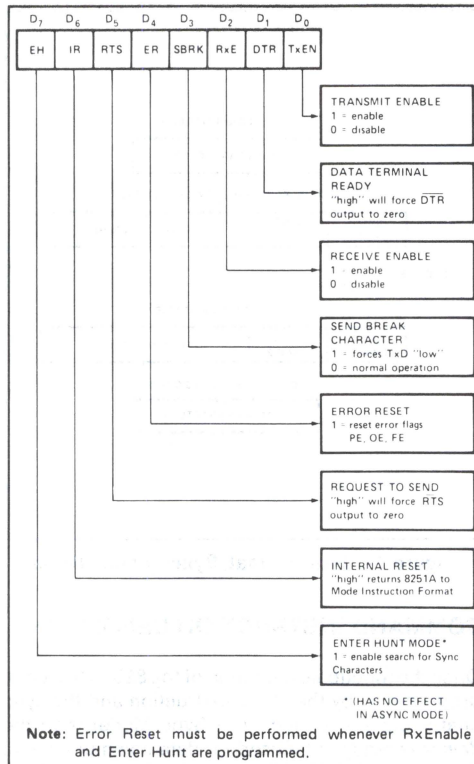 D7 D6 D5 D4 D3 D2 D1 D0
EH IR RTS ER SBRK RxE DTR TxEN
TRANSMIT ENABLE
1 = enable
0 = disable
DATA TERMINAL
READY
"high" will force D̅T̅R̅
output to zero
RECEIVE ENABLE
1 = enable
0 disable
SEND BREAK
CHARACTER
1 = forces TxD "low"
0 = normal operation
ERROR RESET
1 = reset error flags
PE, OE, FE
REQUEST TO SEND
"high" will force R̅T̅S̅
output to zero
INTERNAL RESET
"high" returns 8251A to
Mode Instruction Format
ENTER HUNT MODE*
1 = enable search for Sync
Characters
* (HAS NO EFFECT
IN ASYNC MODE)
Note: Error Reset must be performed whenever RxEnable
and Enter Hunt are programmed.